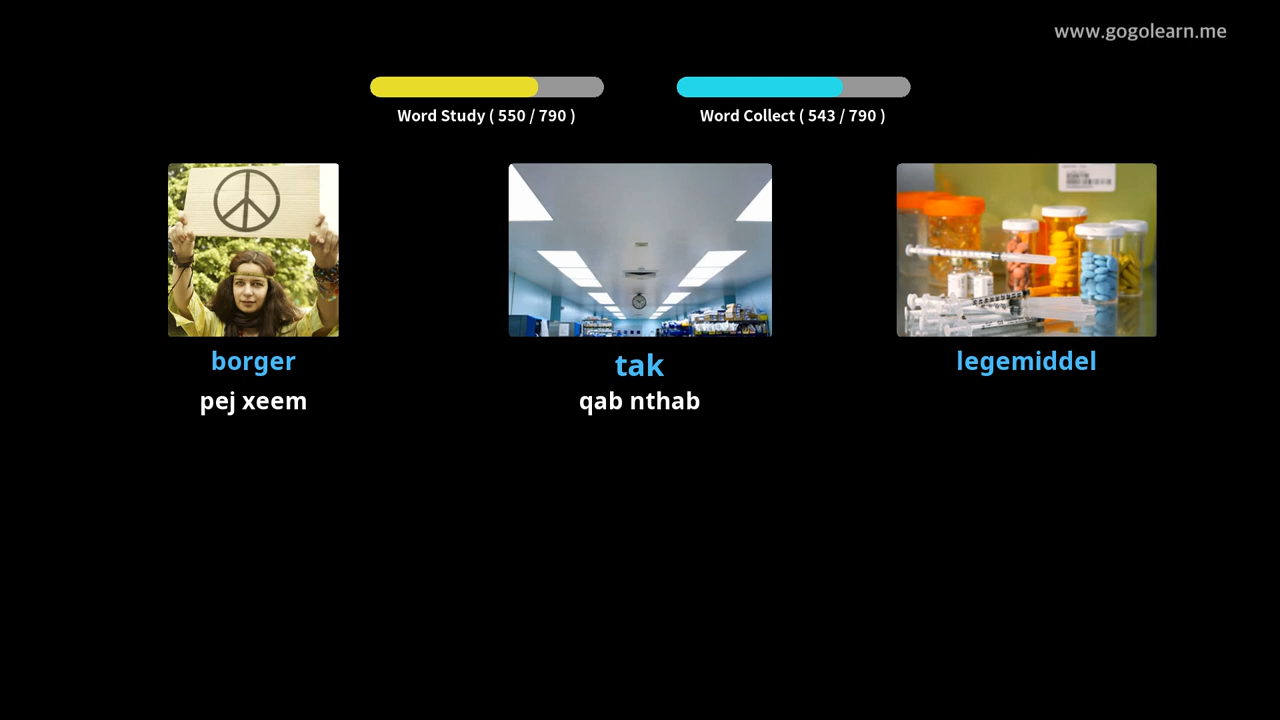 www.gogolearn.me
Word Study ( 550 / 790 )
Word Collect ( 543 / 790 )
borger
tak
legemiddel
pej xeem
qab nthab